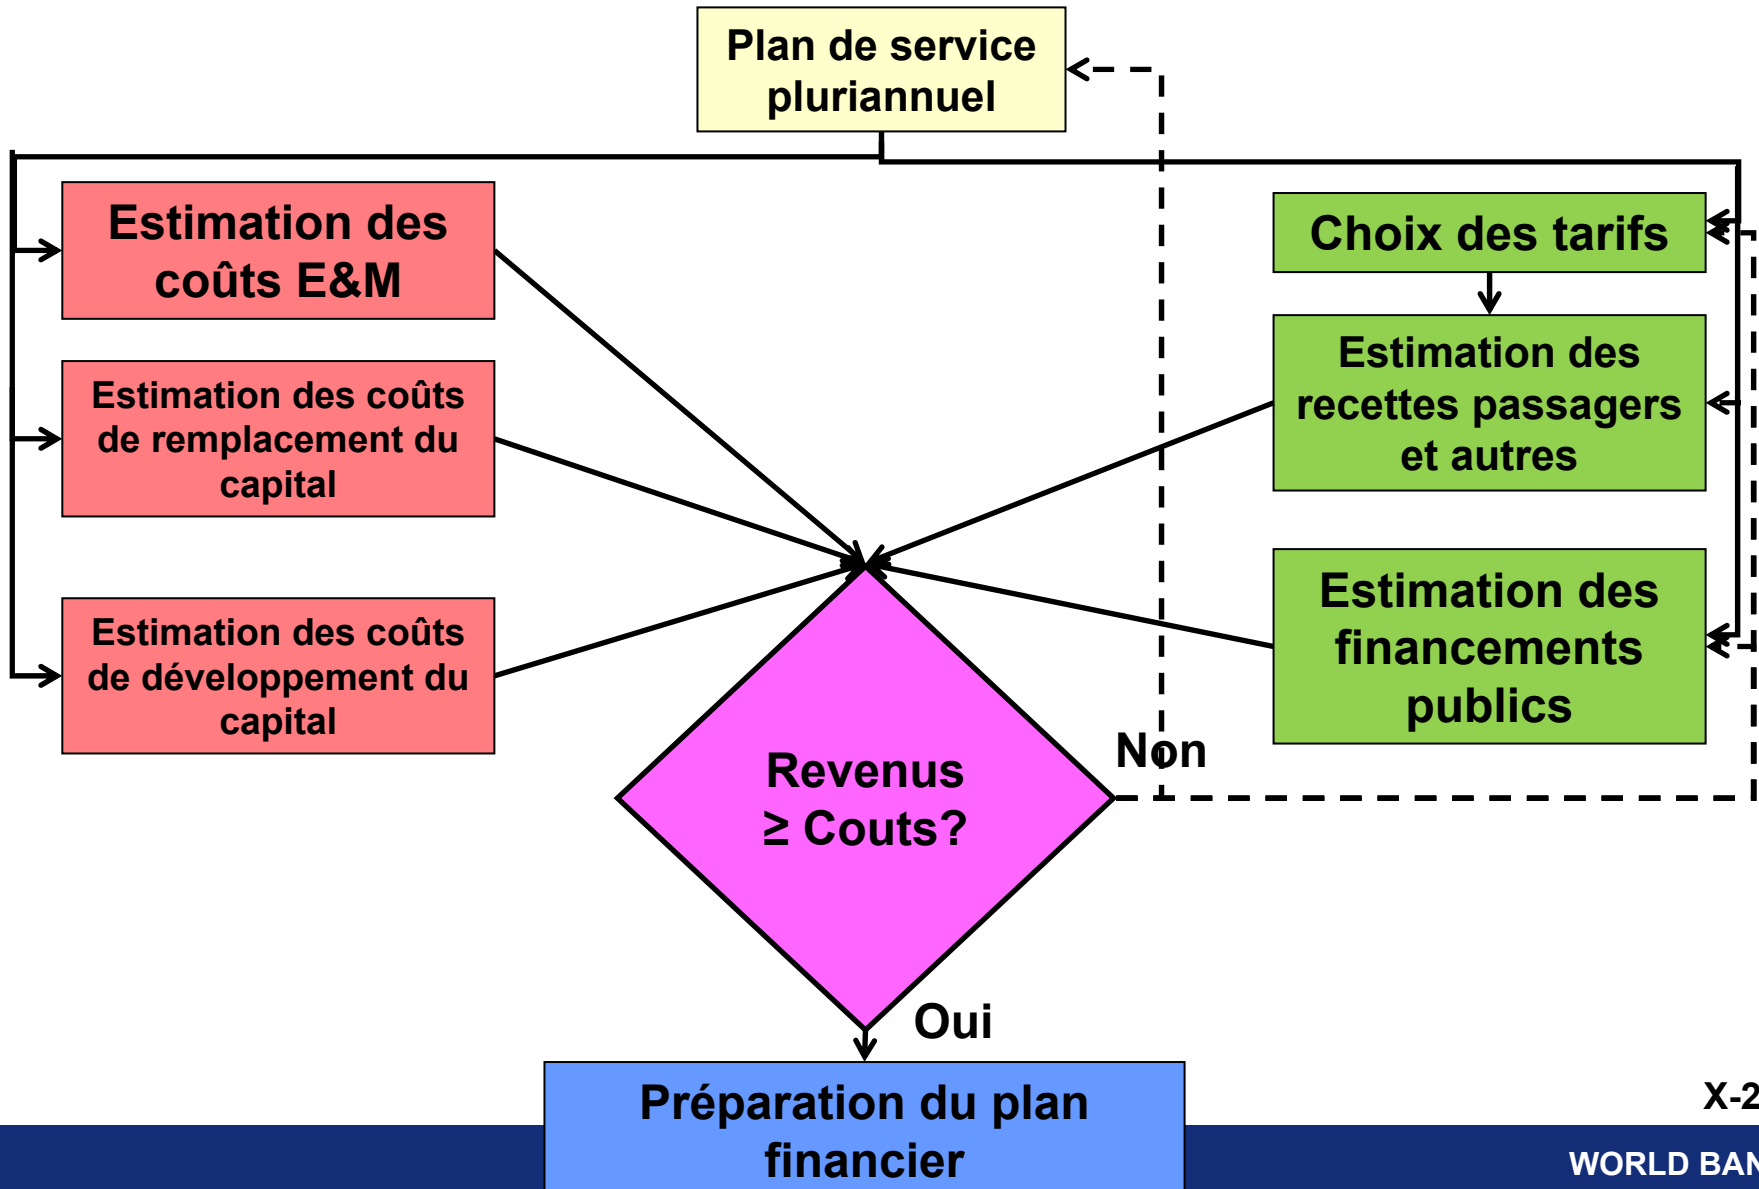 Plan de service
pluriannuel
Estimation des
coûts E&M
Estimation des coûts
de remplacement du
capital
Estimation des coûts
de développement du
capital
Choix des tarifs
Estimation des
recettes passagers
et autres
Estimation des
financements
publics
Revenus
≥ Couts?
Non
Oui
Préparation du plan
financier
X-2
WORLD BAN